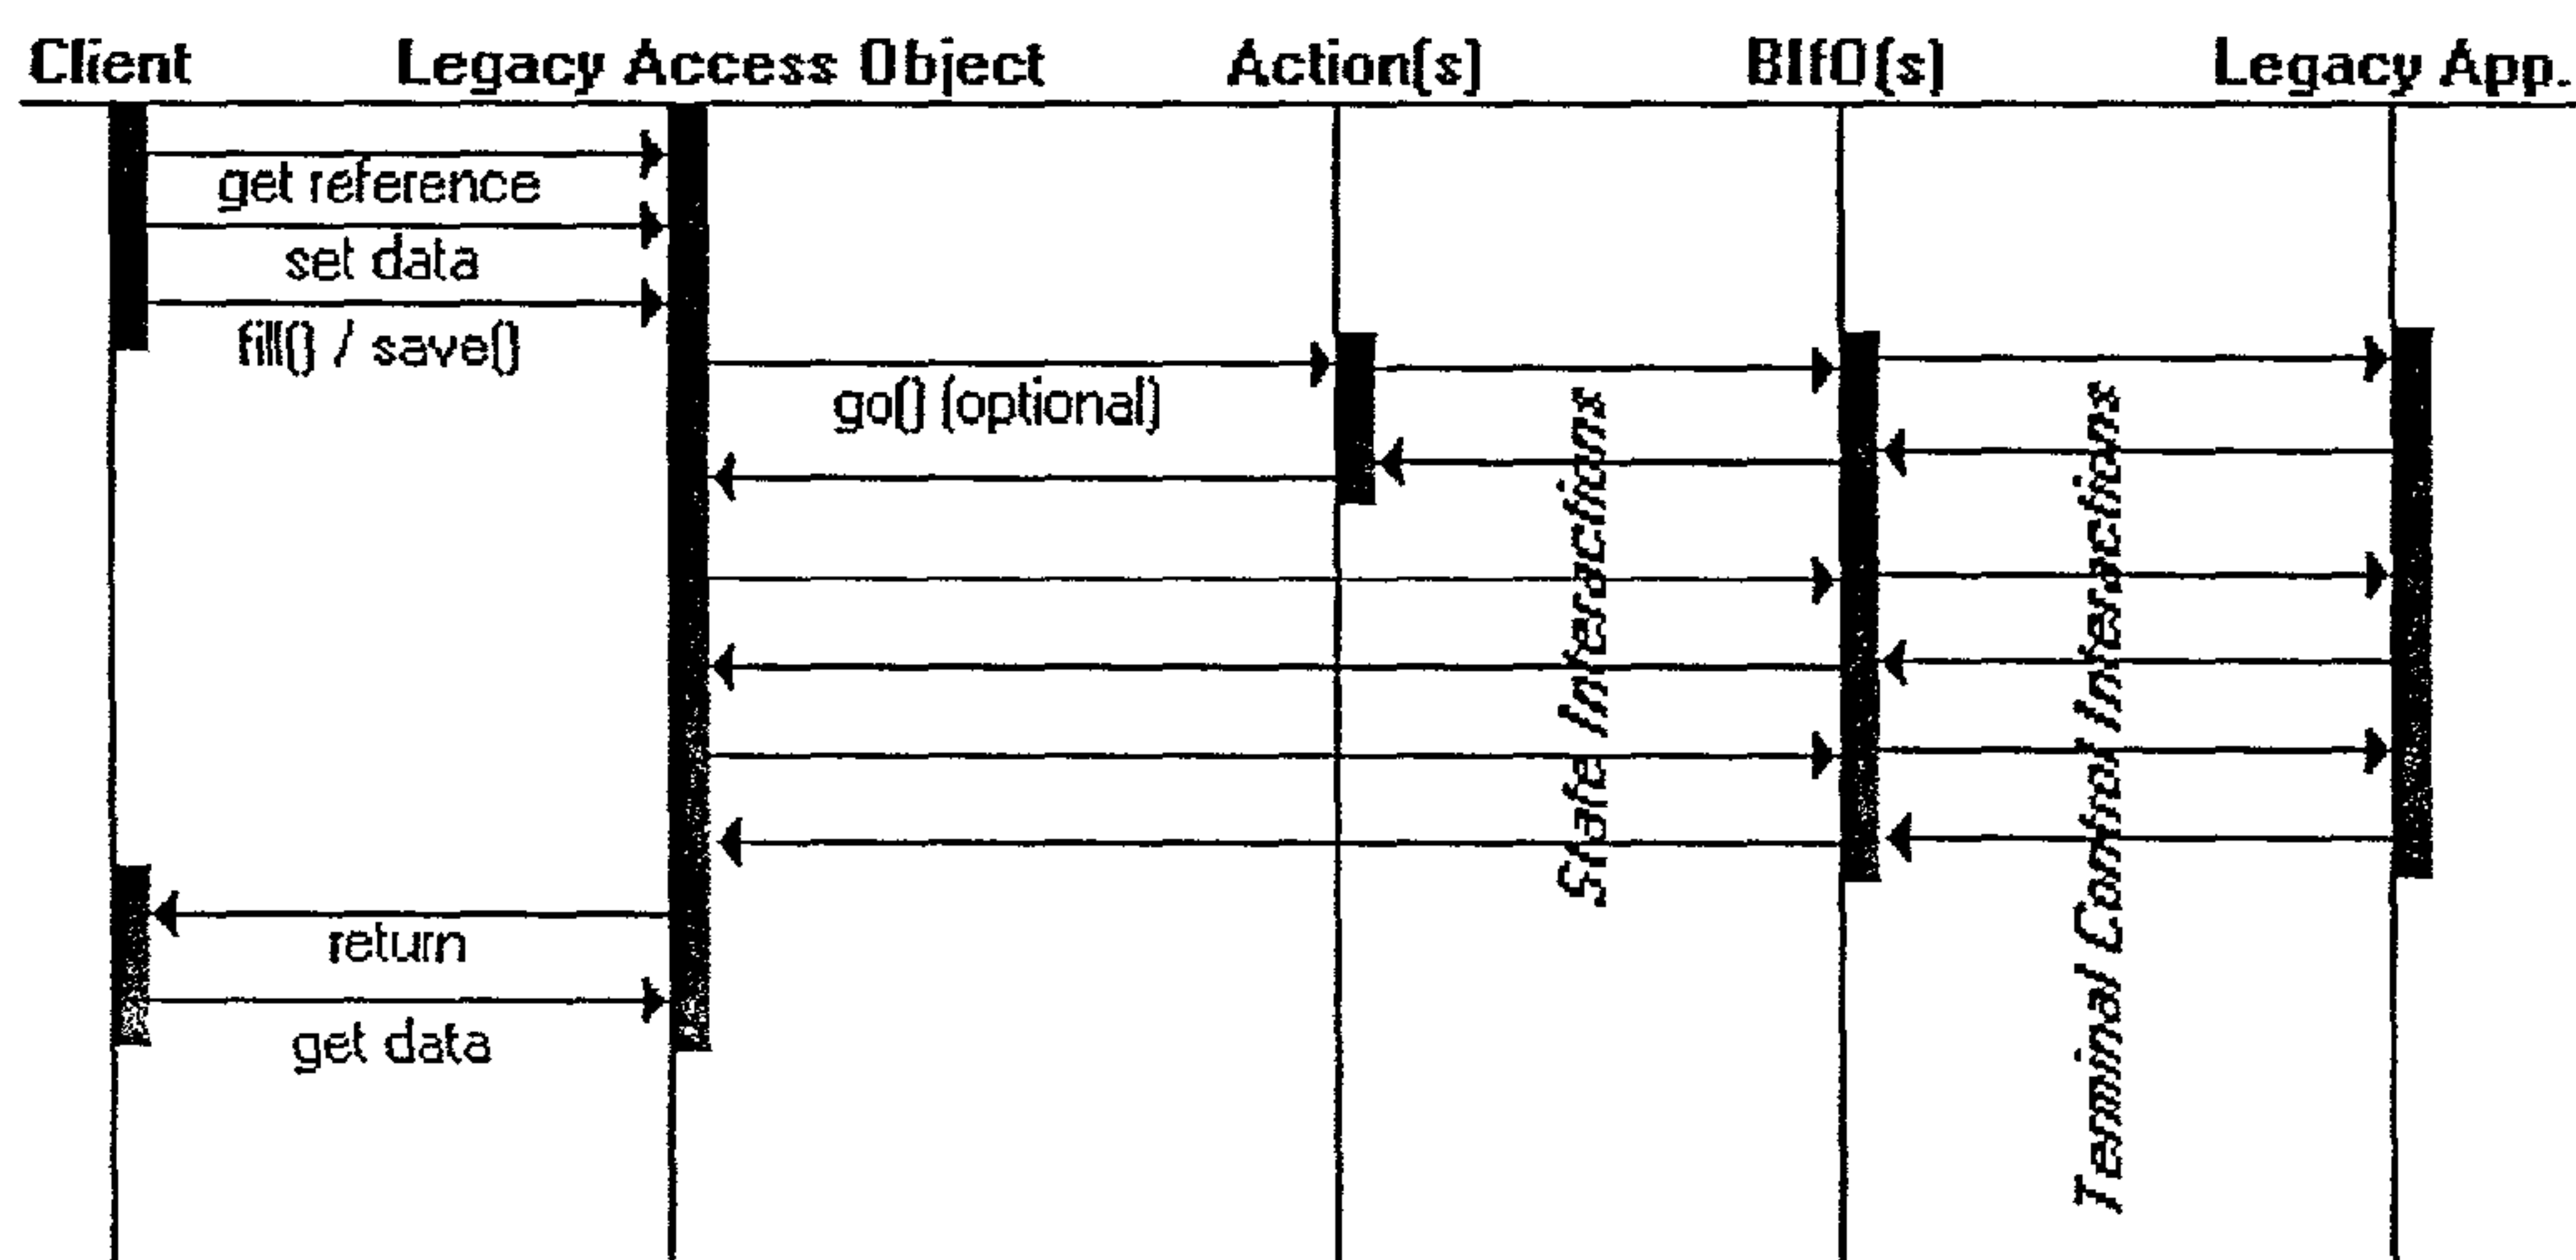 Client
Legacy Access Object
Action(s)
BIfO(s)
Legacy App.
get reference
set data
fill() / save()
go() (optional)
State Interactions
Terminal Control Interactions
return
get data